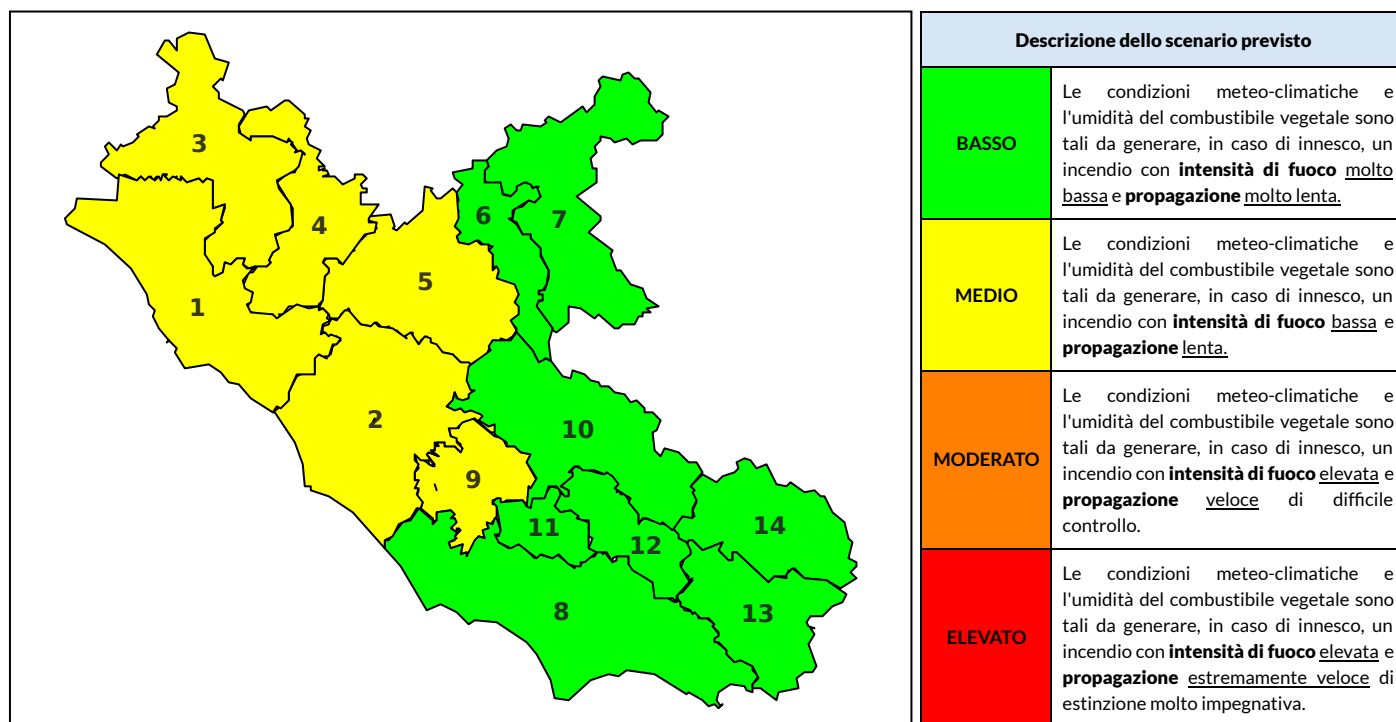 3
4
6
7
5
1
2
10
9
11
12
14
8
13
Descrizione dello scenario previsto
BASSO
Le condizioni meteo-climatiche e
l'umidità del combustibile vegetale sono
tali da generare, in caso di innesco, un
incendio con intensità di fuoco molto
bassa e propagazione molto lenta.
MEDIO
Le condizioni meteo-climatiche e
l'umidità del combustibile vegetale sono
tali da generare, in caso di innesco, un
incendio con intensità di fuoco bassa e
propagazione lenta.
MODERATO
Le condizioni meteo-climatiche e
l'umidità del combustibile vegetale sono
tali da generare, in caso di innesco, un
incendio con intensità di fuoco elevata e
propagazione veloce di difficile
controllo.
ELEVATO
Le condizioni meteo-climatiche e
l'umidità del combustibile vegetale sono
tali da generare, in caso di innesco, un
incendio con intensità di fuoco elevata e
propagazione estremamente veloce di
estinzione molto impegnativa.